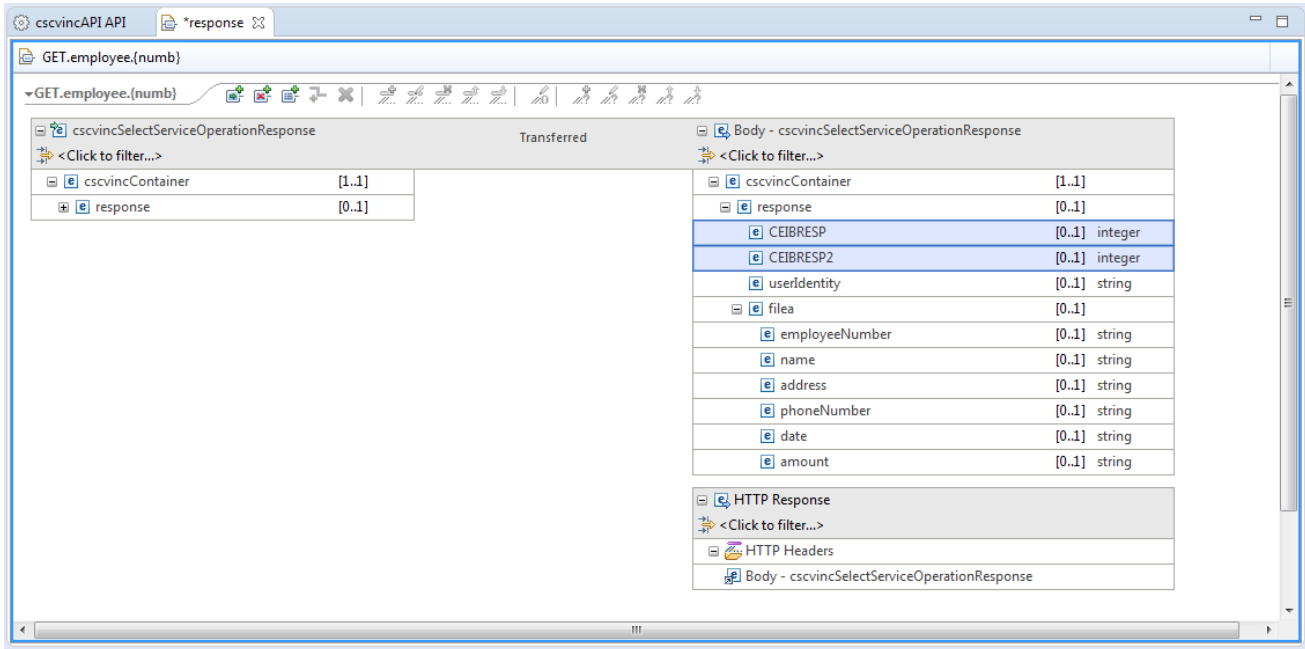 cscvincAPI API *response
GET.employee.{numb}
GET.employee.{numb}
cscvincSelectServiceOperationResponse Transferred Body - cscvincSelectServiceOperationResponse
<Click to filter...> <Click to filter...>
cscvincContainer [1..1] cscvincContainer [1..1]
response [0..1] response [0..1]
CEIBRESP [0..1] integer
CEIBRESP2 [0..1] integer
userIdentity [0..1] string
filea [0..1]
employeeNumber [0..1] string
name [0..1] string
address [0..1] string
phoneNumber [0..1] string
date [0..1] string
amount [0..1] string
HTTP Response
<Click to filter...>
HTTP Headers
Body - cscvincSelectServiceOperationResponse